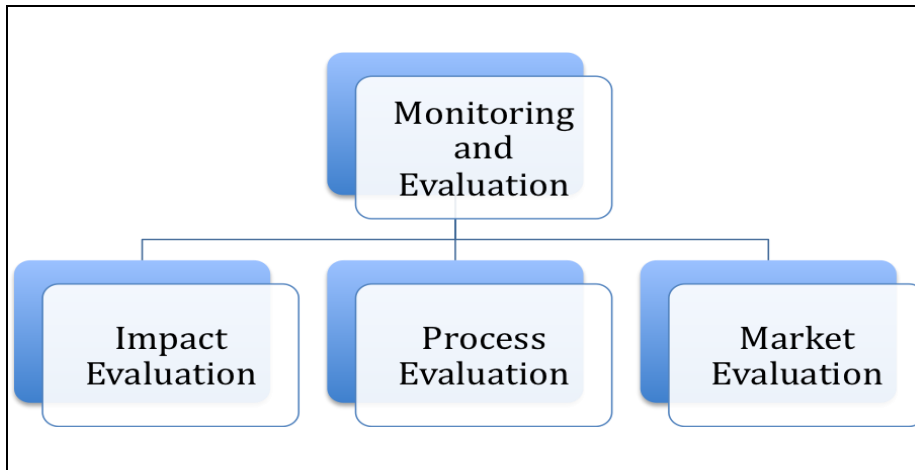 Monitoring
and
Evaluation
Impact
Evaluation
Process
Evaluation
Market
Evaluation